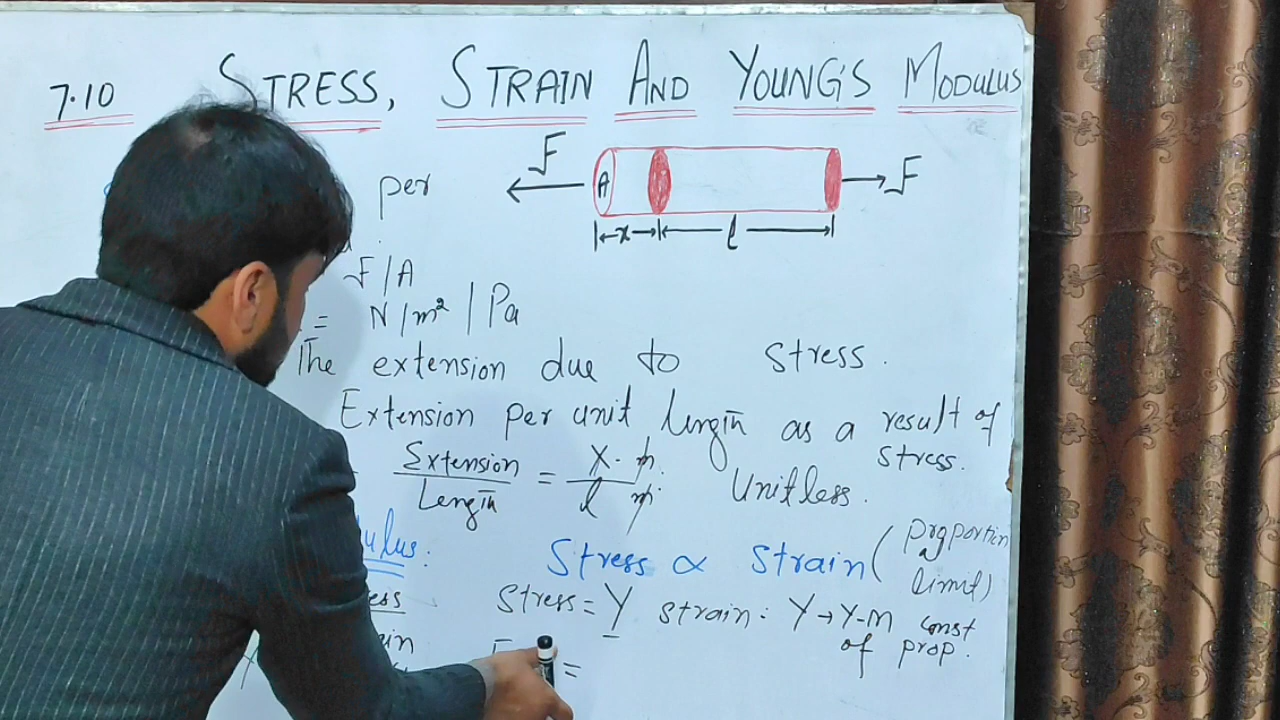 7.10 STRESS, STRAIN AND YOUNG'S MODULUS
F
A
F
x l
per
F/A
= N/m² | Pa
The extension due to stress.
Extension per unit length as a result of
stress.
Extension = x . m
Length l m
Unitless.
Stress ∝ Strain (proportion
a
limit)
Stress = Y strain : Y → Y-M const
of prop.
=